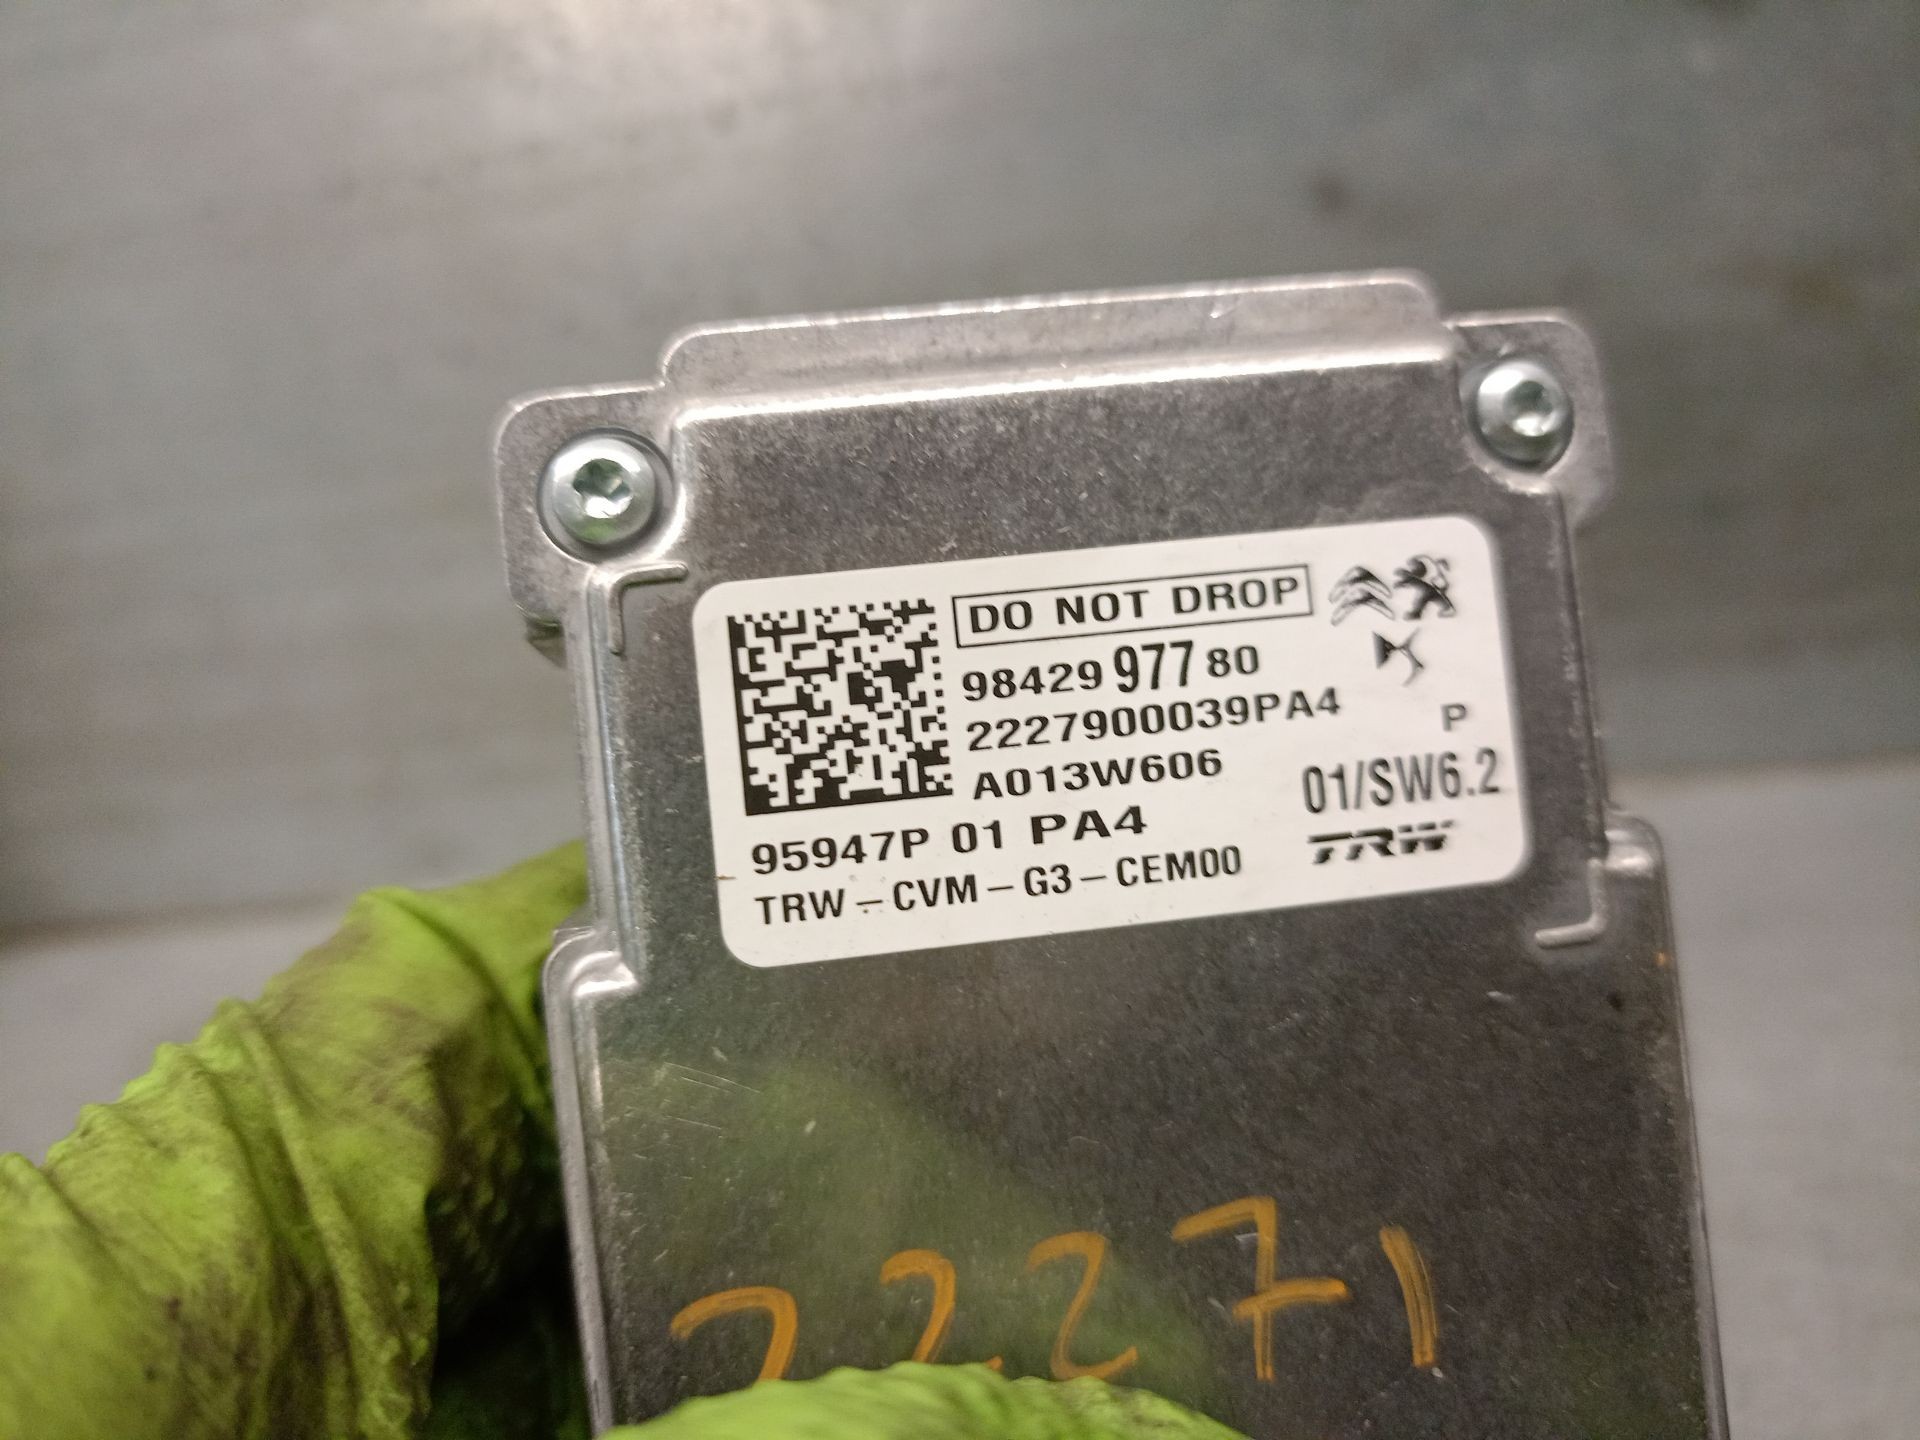 DO NOT DROP
98429 977 80
2227900039PA4
P
A013W606
01/SW6.2
95947P 01 PA4
TRW
TRW-CVM-G3-CEM00
22271